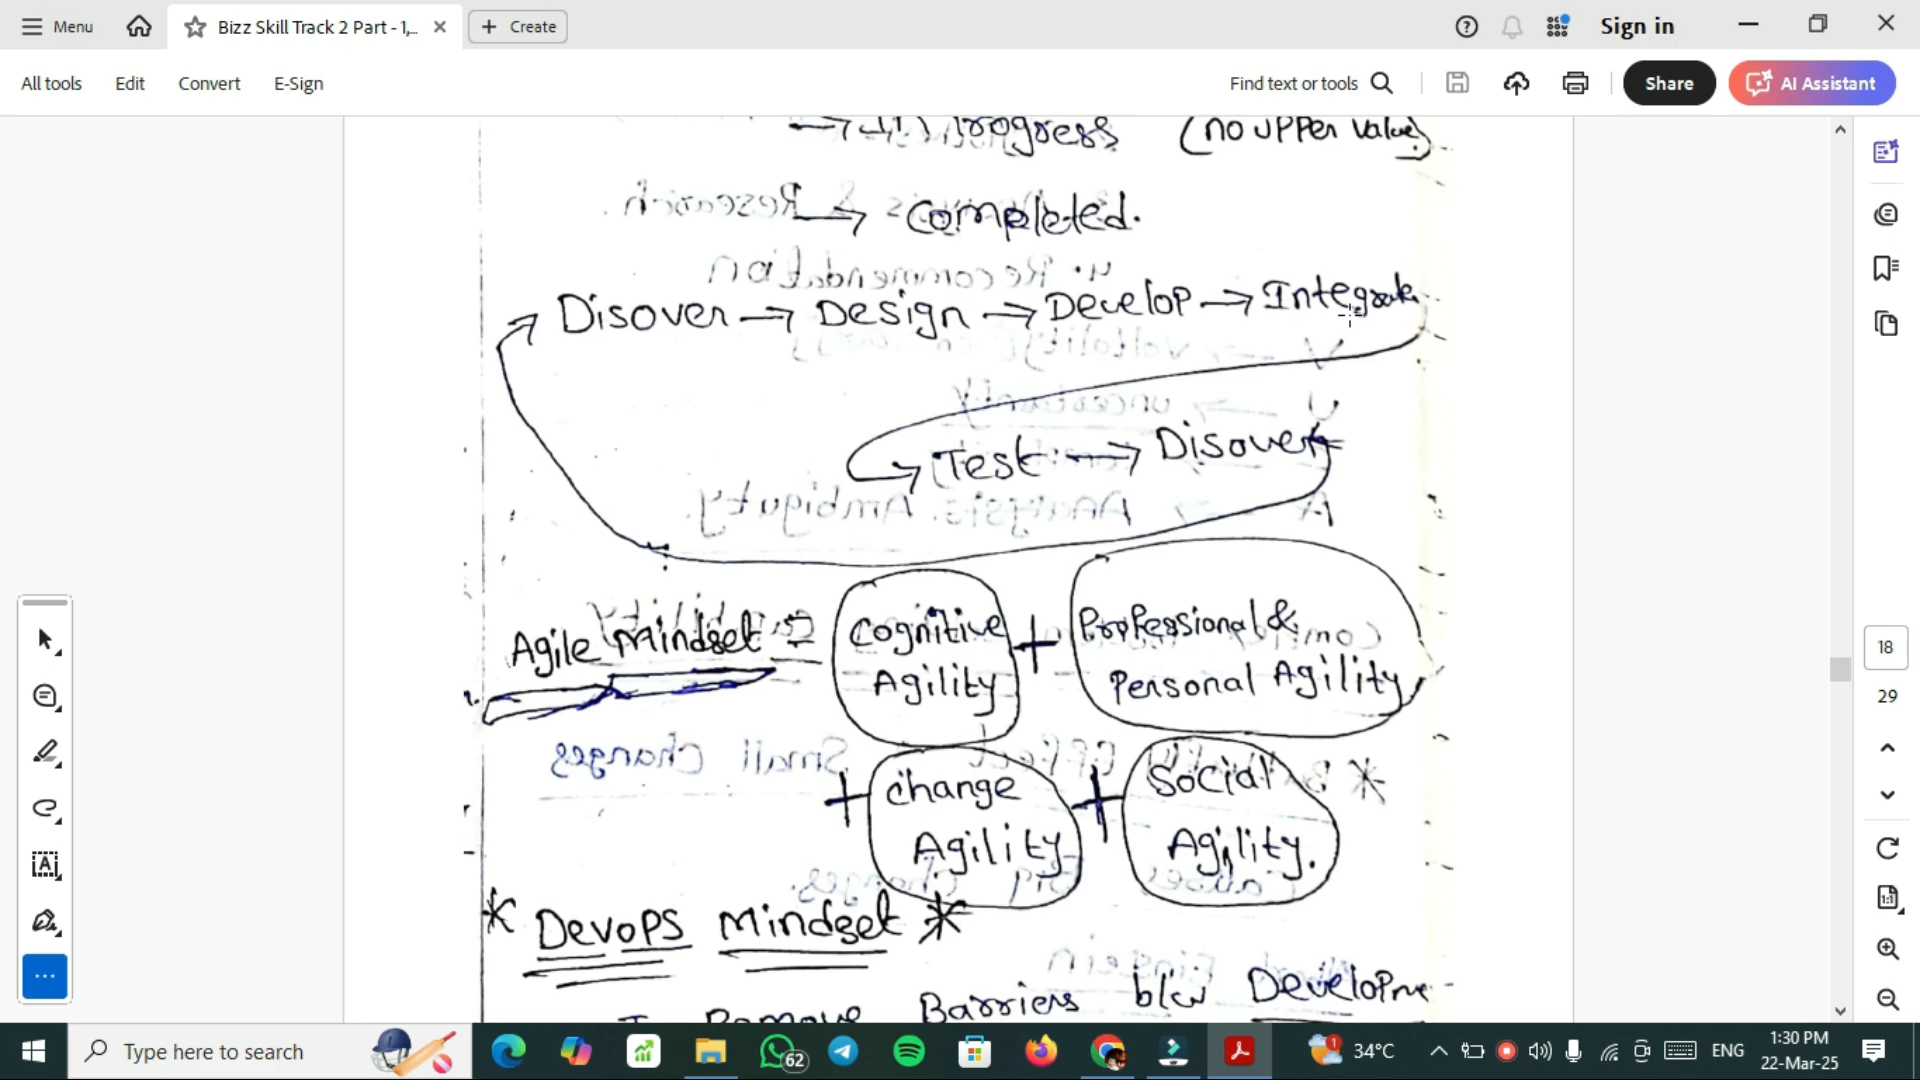 Menu
Bizz Skill Track 2 Part - 1,...
Create
Sign in
All tools
Edit
Convert
E-Sign
Find text or tools
Share
AI Assistant
Progress (no upper value)
→ Completed.
Disover → Design → Develop → Integrate
Test → Disover
Agile Mindset = Cognitive Agility + Professional & Personal Agility
+ change Agility + Social Agility.
* Devops Mindset *
Remove Barriers b/w Developme
18
29
Type here to search
62
34°C
ENG
1:30 PM
22-Mar-25